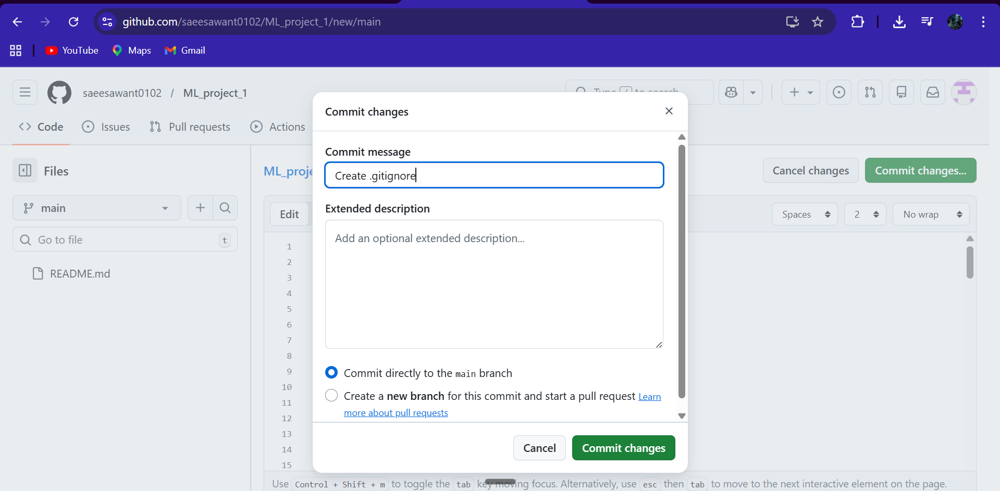 github.com/saeesawant0102/ML_project_1/new/main
YouTube Maps Gmail
saeesawant0102 / ML_project_1
Type / to search
Code Issues Pull requests Actions
Commit changes
Files
ML_proje
Cancel changes Commit changes...
Commit message
Create .gitignore
main
Edit
Spaces 2 No wrap
Extended description
Go to file t
Add an optional extended description...
README.md
1
2
3
4
5
6
7
8
9
10
11
12
13
14
15
Commit directly to the main branch
Create a new branch for this commit and start a pull request Learn
more about pull requests
Cancel Commit changes
Use Control + Shift + m to toggle the tab key moving focus. Alternatively, use esc then tab to move to the next interactive element on the page.